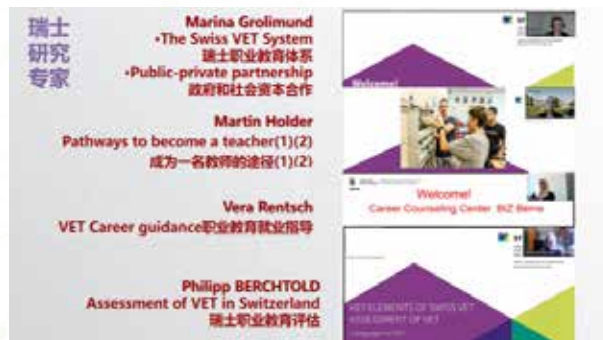 瑞士
研究
专家
Marina Grolimund
•The Swiss VET System
瑞士职业教育体系
•Public-private partnership
政府和社会资本合作
Martin Holder
Pathways to become a teacher(1)(2)
成为一名教师的途径(1)(2)
Vera Rentsch
VET Career guidance职业教育就业指导
Philipp BERCHTOLD
Assessment of VET in Switzerland
瑞士职业教育评估
Welcome!
Welcome!
Career Counseling Center BIZ Berne
KEY ELEMENTS OF SWISS VET
ASSESSMENT OF VET